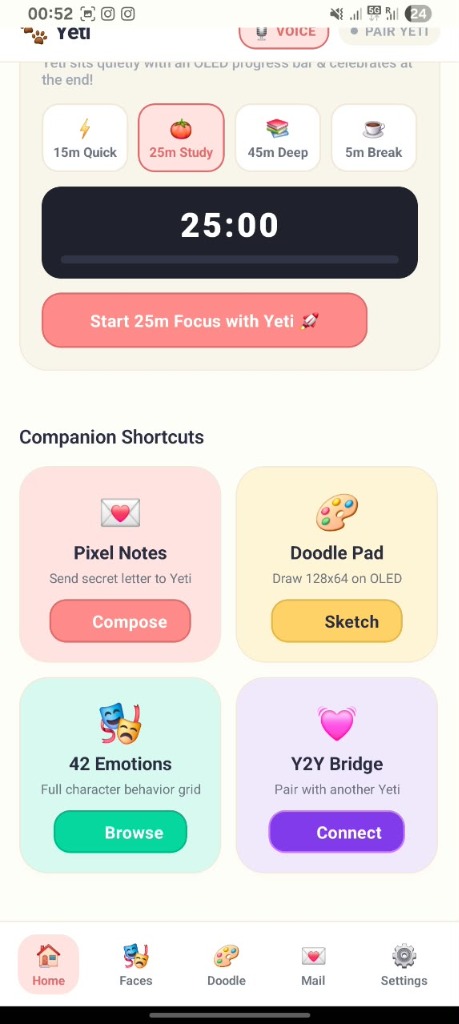 00:52
5G R 24
Yeti
VOICE
PAIR YETI
Yeti sits quietly with an OLED progress bar & celebrates at
the end!
15m Quick
25m Study
45m Deep
5m Break
25:00
Start 25m Focus with Yeti
Companion Shortcuts
Pixel Notes
Send secret letter to Yeti
Compose
Doodle Pad
Draw 128x64 on OLED
Sketch
42 Emotions
Full character behavior grid
Browse
Y2Y Bridge
Pair with another Yeti
Connect
Home
Faces
Doodle
Mail
Settings